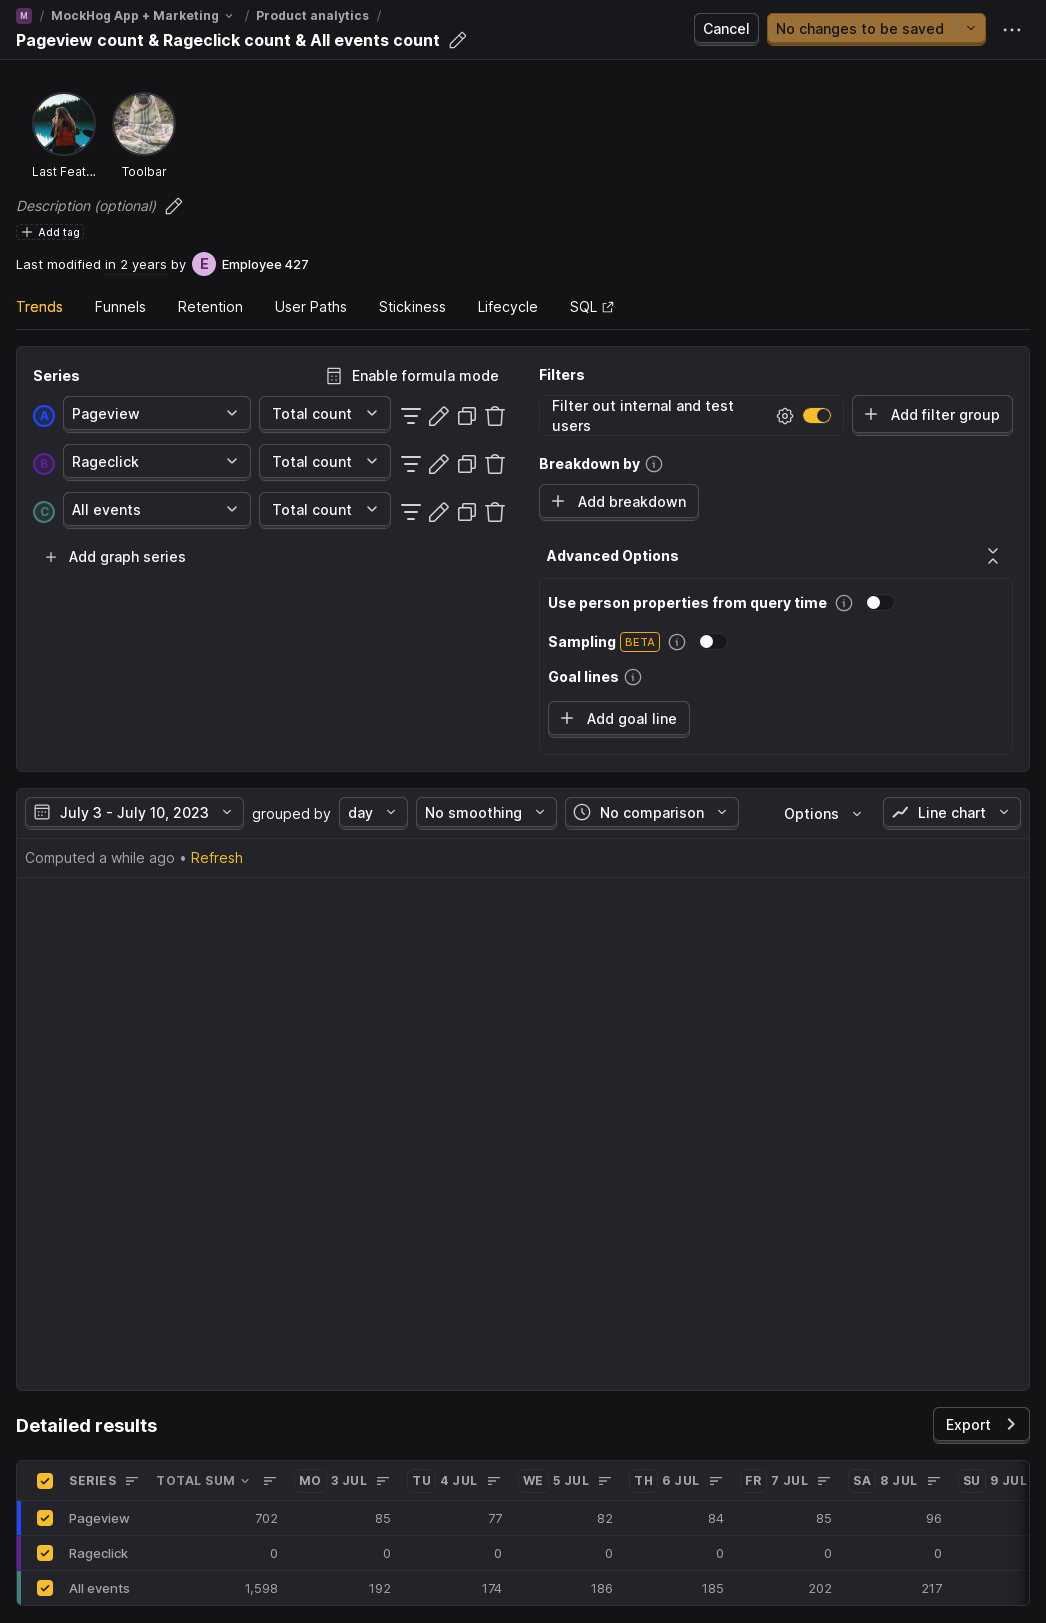 M / MockHog App + Marketing / Product analytics /
Pageview count & Rageclick count & All events count
Cancel
No changes to be saved
Last Feat...
Toolbar
Description (optional)
Add tag
Last modified in 2 years by E Employee 427
Trends Funnels Retention User Paths Stickiness Lifecycle SQL
Series
Enable formula mode
A Pageview Total count
B Rageclick Total count
C All events Total count
Add graph series
Filters
Filter out internal and test
users
Add filter group
Breakdown by
Add breakdown
Advanced Options
Use person properties from query time
Sampling BETA
Goal lines
Add goal line
July 3 - July 10, 2023 grouped by day No smoothing No comparison Options Line chart
Computed a while ago • Refresh
Detailed results
Export
SERIES TOTAL SUM MO 3 JUL TU 4 JUL WE 5 JUL TH 6 JUL FR 7 JUL SA 8 JUL SU 9 JUL
Pageview 702 85 77 82 84 85 96
Rageclick 0 0 0 0 0 0 0
All events 1,598 192 174 186 185 202 217